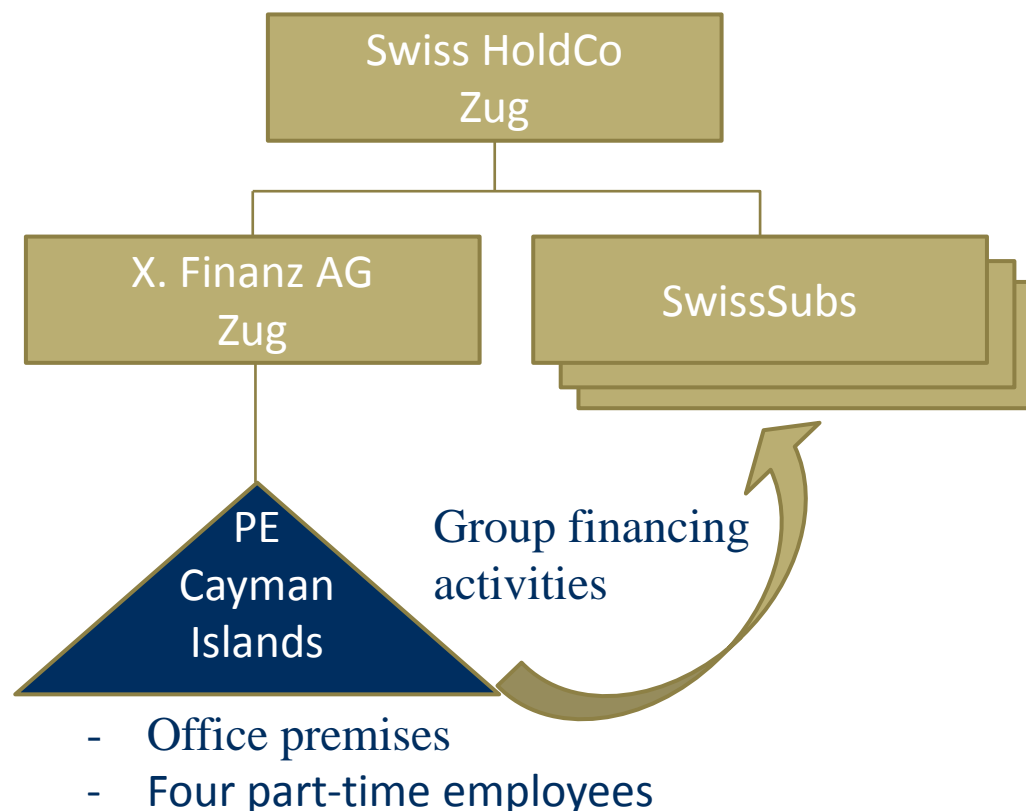 Swiss HoldCo
Zug
X. Finanz AG
Zug
SwissSubs
PE
Cayman
Islands
Group financing
activities
- Office premises
- Four part-time employees